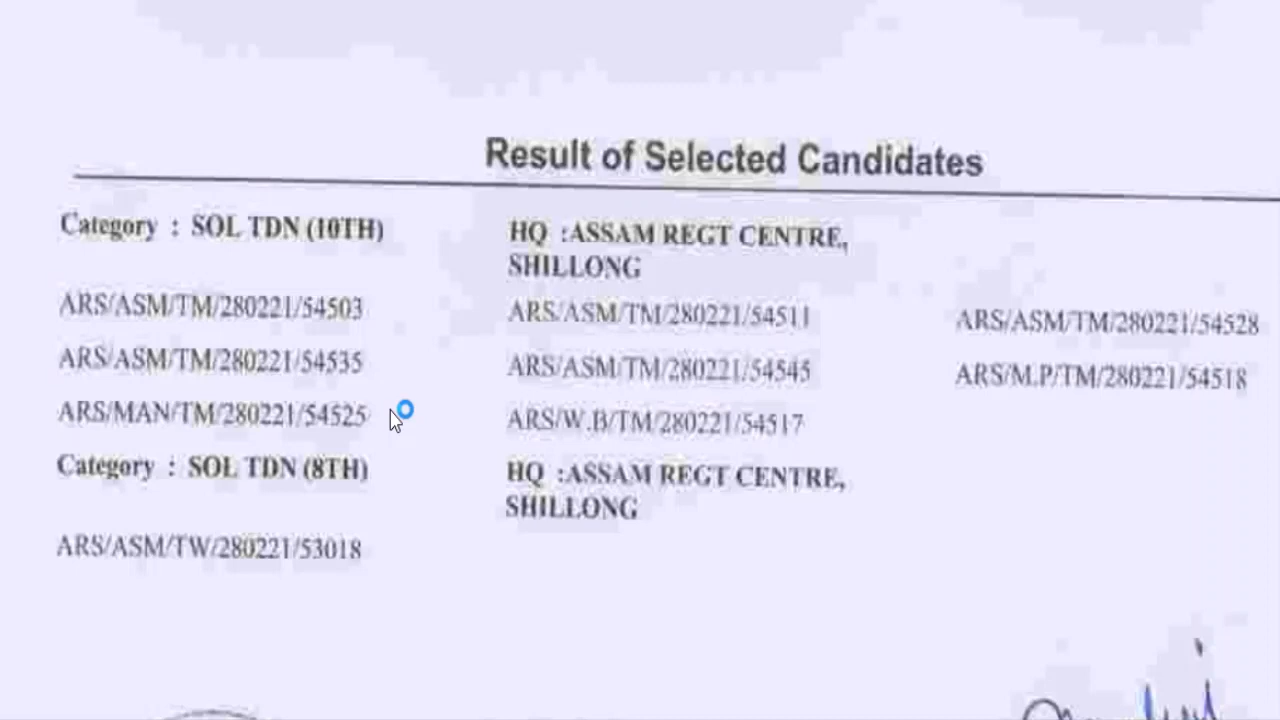 Result of Selected Candidates
Category : SOL TDN (10TH) HQ :ASSAM REGT CENTRE,
SHILLONG
ARS/ASM/TM/280221/54503 ARS/ASM/TM/280221/54511 ARS/ASM/TM/280221/54528
ARS/ASM/TM/280221/54535 ARS/ASM/TM/280221/54545 ARS/M.P/TM/280221/54518
ARS/MAN/TM/280221/54525 ARS/W.B/TM/280221/54517
Category : SOL TDN (8TH) HQ :ASSAM REGT CENTRE,
SHILLONG
ARS/ASM/TW/280221/53018